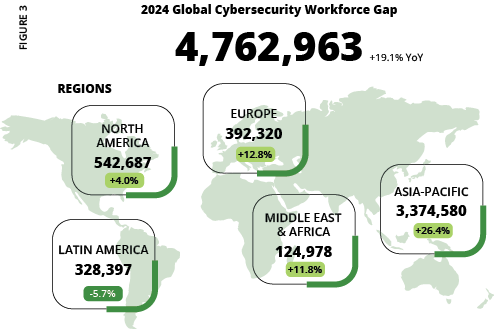 FIGURE 3
2024 Global Cybersecurity Workforce Gap
4,762,963 +19.1% YoY
REGIONS
NORTH
AMERICA
542,687
+4.0%
EUROPE
392,320
+12.8%
ASIA-PACIFIC
3,374,580
+26.4%
MIDDLE EAST
& AFRICA
124,978
+11.8%
LATIN AMERICA
328,397
-5.7%